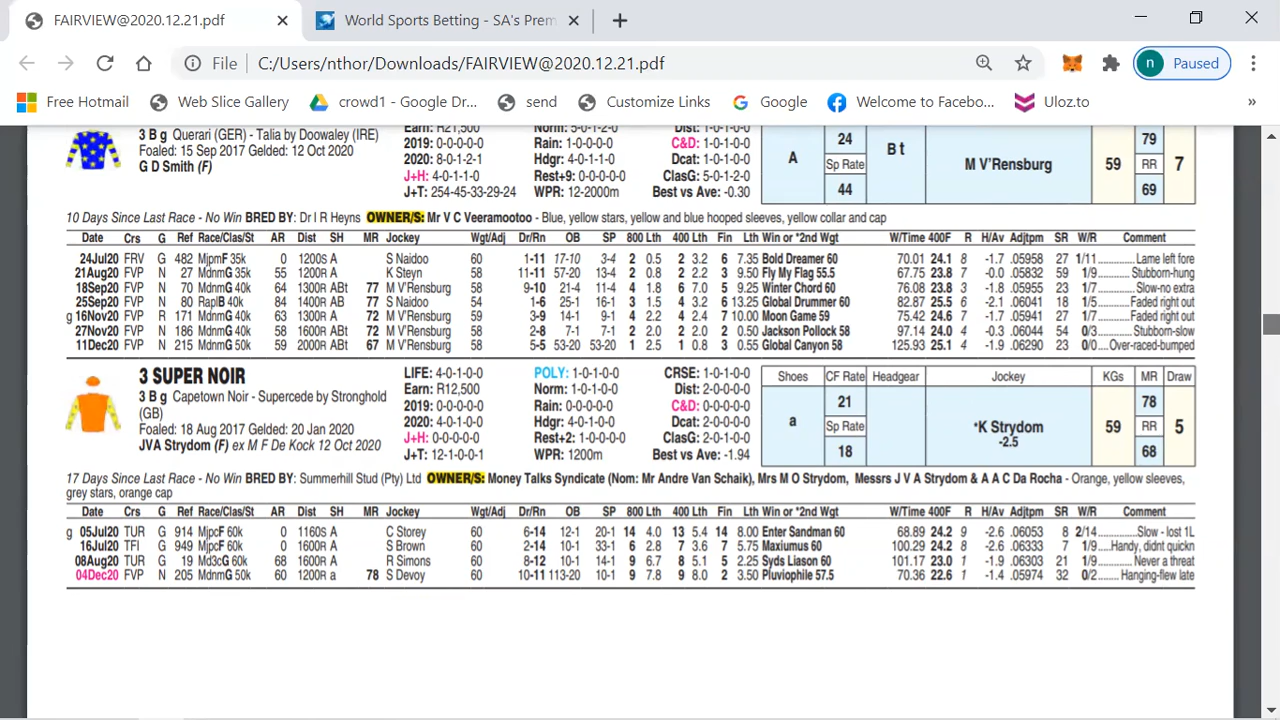 FAIRVIEW@2020.12.21.pdf
World Sports Betting - SA's Prem
File C:/Users/nthor/Downloads/FAIRVIEW@2020.12.21.pdf
n Paused
Free Hotmail Web Slice Gallery crowd1 - Google Dr... send Customize Links Google Welcome to Facebo... Uloz.to »
3 B g Querari (GER) - Talia by Doowaley (IRE)
Foaled: 15 Sep 2017 Gelded: 12 Oct 2020
G D Smith (F)
Earn: R21,500 Norm: 5-0-1-2-0 Dist: 1-0-1-0-0
2019: 0-0-0-0-0 Rain: 1-0-0-0-0 C&D: 1-0-1-0-0
2020: 8-0-1-2-1 Hdgr: 4-0-1-1-0 Dcat: 1-0-1-0-0
J+H: 4-0-1-1-0 Rest+9: 0-0-0-0-0 ClasG: 5-0-1-2-0
J+T: 254-45-33-29-24 WPR: 12-2000m Best vs Ave: -0.30
A 24 Sp Rate 44 B t M V'Rensburg 59 79 RR 69 7
10 Days Since Last Race - No Win BRED BY: Dr I R Heyns OWNER/S: Mr V C Veeramootoo - Blue, yellow stars, yellow and blue hooped sleeves, yellow collar and cap
Date Crs G Ref Race/Clas/St AR Dist SH MR Jockey Wgt/Adj Dr/Rn OB SP 800 Lth 400 Lth Fin Lth Win or *2nd Wgt W/Time 400F R H/Av Adjtpm SR W/R Comment
24Jul20 FRV G 482 MjpmF 35k 0 1200S A S Naidoo 60 1-11 17-10 3-4 2 0.5 2 3.2 6 7.35 Bold Dreamer 60 70.01 24.1 8 -1.7 .05958 27 1/11 Lame left fore
21Aug20 FVP N 27 MdnmG 35k 55 1200R A K Steyn 58 11-11 57-20 13-4 2 0.8 2 2.2 3 9.50 Fly My Flag 55.5 67.75 23.8 7 -0.0 .05832 59 1/9 Stubborn-hung
18Sep20 FVP N 70 MdnmG 40k 64 1300R A Bt 77 M V'Rensburg 58 9-10 21-4 11-4 4 1.8 6 7.0 5 9.25 Winter Chord 60 76.08 23.8 3 -1.8 .05955 23 1/7 Slow-no extra
25Sep20 FVP N 80 RaplB 40k 84 1400R AB 77 S Naidoo 54 1-6 25-1 16-1 3 1.5 4 3.2 6 13.25 Global Drummer 60 82.87 25.5 6 -2.1 .06041 18 1/5 Faded right out
g 16Nov20 FVP R 171 MdnmG 40k 63 1300R A 72 M V'Rensburg 58 3-9 14-1 9-1 4 2.2 4 2.4 7 10.00 Moon Game 59 75.42 24.6 7 -1.7 .05941 27 1/7 Faded right out
27Nov20 FVP N 186 MdnmG 40k 58 1600R ABt 72 M V'Rensburg 58 2-8 7-1 7-1 2 2.0 2 2.0 2 0.50 Jackson Pollock 58 97.14 24.0 4 -0.3 .06044 54 0/3 Stubborn-slow
11Dec20 FVP N 215 MdnmG 40k 59 2000R ABt 67 M V'Rensburg 58 5-5 53-20 53-20 1 2.5 1 0.8 3 0.55 Global Canyon 58 125.93 25.1 4 -1.9 .06290 23 0/0 Over-raced-bumped
3 SUPER NOIR
3 B g Capetown Noir - Supercede by Stronghold
(GB)
Foaled: 18 Aug 2017 Gelded: 20 Jan 2020
JVA Strydom (F) ex M F De Kock 12 Oct 2020
LIFE: 4-0-1-0-0 POLY: 1-0-1-0-0 CRSE: 1-0-1-0-0
Earn: R12,500 Norm: 1-0-1-0-0 Dist: 2-0-0-0-0
2019: 0-0-0-0-0 Rain: 0-0-0-0-0 C&D: 0-0-0-0-0
2020: 4-0-1-0-0 Hdgr: 4-0-1-0-0 Dcat: 2-0-0-0-0
J+H: 0-0-0-0-0 Rest+2: 1-0-0-0-0 ClasG: 2-0-1-0-0
J+T: 12-1-0-0-1 WPR: 1200m Best vs Ave: -1.94
Shoes CF Rate Headgear Jockey KGs MR Draw
a 21 Sp Rate 18 *K Strydom -2.5 59 78 RR 68 5
17 Days Since Last Race - No Win BRED BY: Summerhill Stud (Pty) Ltd OWNER/S: Money Talks Syndicate (Nom: Mr Andre Van Schaik), Mrs M O Strydom, Messrs J V A Strydom & A A C Da Rocha - Orange, yellow sleeves,
grey stars, orange cap
Date Crs G Ref Race/Clas/St AR Dist SH MR Jockey Wgt/Adj Dr/Rn OB SP 800 Lth 400 Lth Fin Lth Win or *2nd Wgt W/Time 400F R H/Av Adjtpm SR W/R Comment
g 05Jul20 TUR G 914 MjpcF 60k 0 1160S A C Storey 60 6-14 12-1 20-1 14 4.0 13 5.4 14 8.00 Enter Sandman 60 68.89 24.2 9 -2.6 .06053 8 2/14 Slow - lost 1L
16Jul20 TFI G 949 MjpcF 60k 0 1600R A S Brown 60 2-14 10-1 33-1 6 2.8 7 3.6 7 5.75 Maxiumus 60 100.29 24.2 8 -2.6 .06333 7 1/9 Handy, didnt quickn
08Aug20 TUR G 19 Md3cG 60k 68 1600R A R Simons 60 8-12 10-1 14-1 9 6.7 8 5.1 5 2.25 Syds Liason 60 101.17 23.0 1 -1.9 .06308 21 1/9 Never a threat
04Dec20 FVP N 205 MdnmG 50k 60 1200R a 78 S Devoy 60 10-11 113-20 10-1 9 7.8 9 8.0 2 3.50 Pluviophile 57.5 70.36 22.6 1 -1.4 .05974 32 0/2 Hanging-flew late